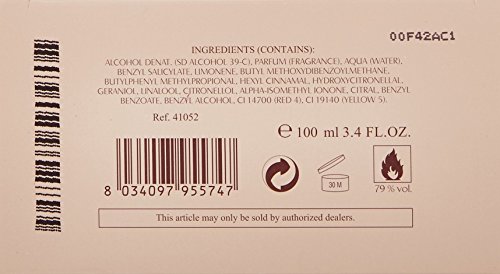 00F42AC1
INGREDIENTS (CONTAINS):
ALCOHOL DENAT. (SD ALCOHOL 39-C), PARFUM (FRAGRANCE), AQUA (WATER),
BENZYL SALICYLATE, LIMONENE, BUTYL METHOXYDIBENZOYLMETHANE,
BUTYLPHENYL METHYLPROPIONAL, HEXYL CINNAMAL, HYDROXYCITRONELLAL,
GERANIOL, LINALOOL, CITRONELLOL, ALPHA-ISOMETHYL IONONE, CITRAL, BENZYL
BENZOATE, BENZYL ALCOHOL, CI 14700 (RED 4), CI 19140 (YELLOW 5).
Ref. 41052
℮ 100 ml 3.4 FL.OZ.
8 034097 955747
30 M
79 % vol.
This article may only be sold by authorized dealers.